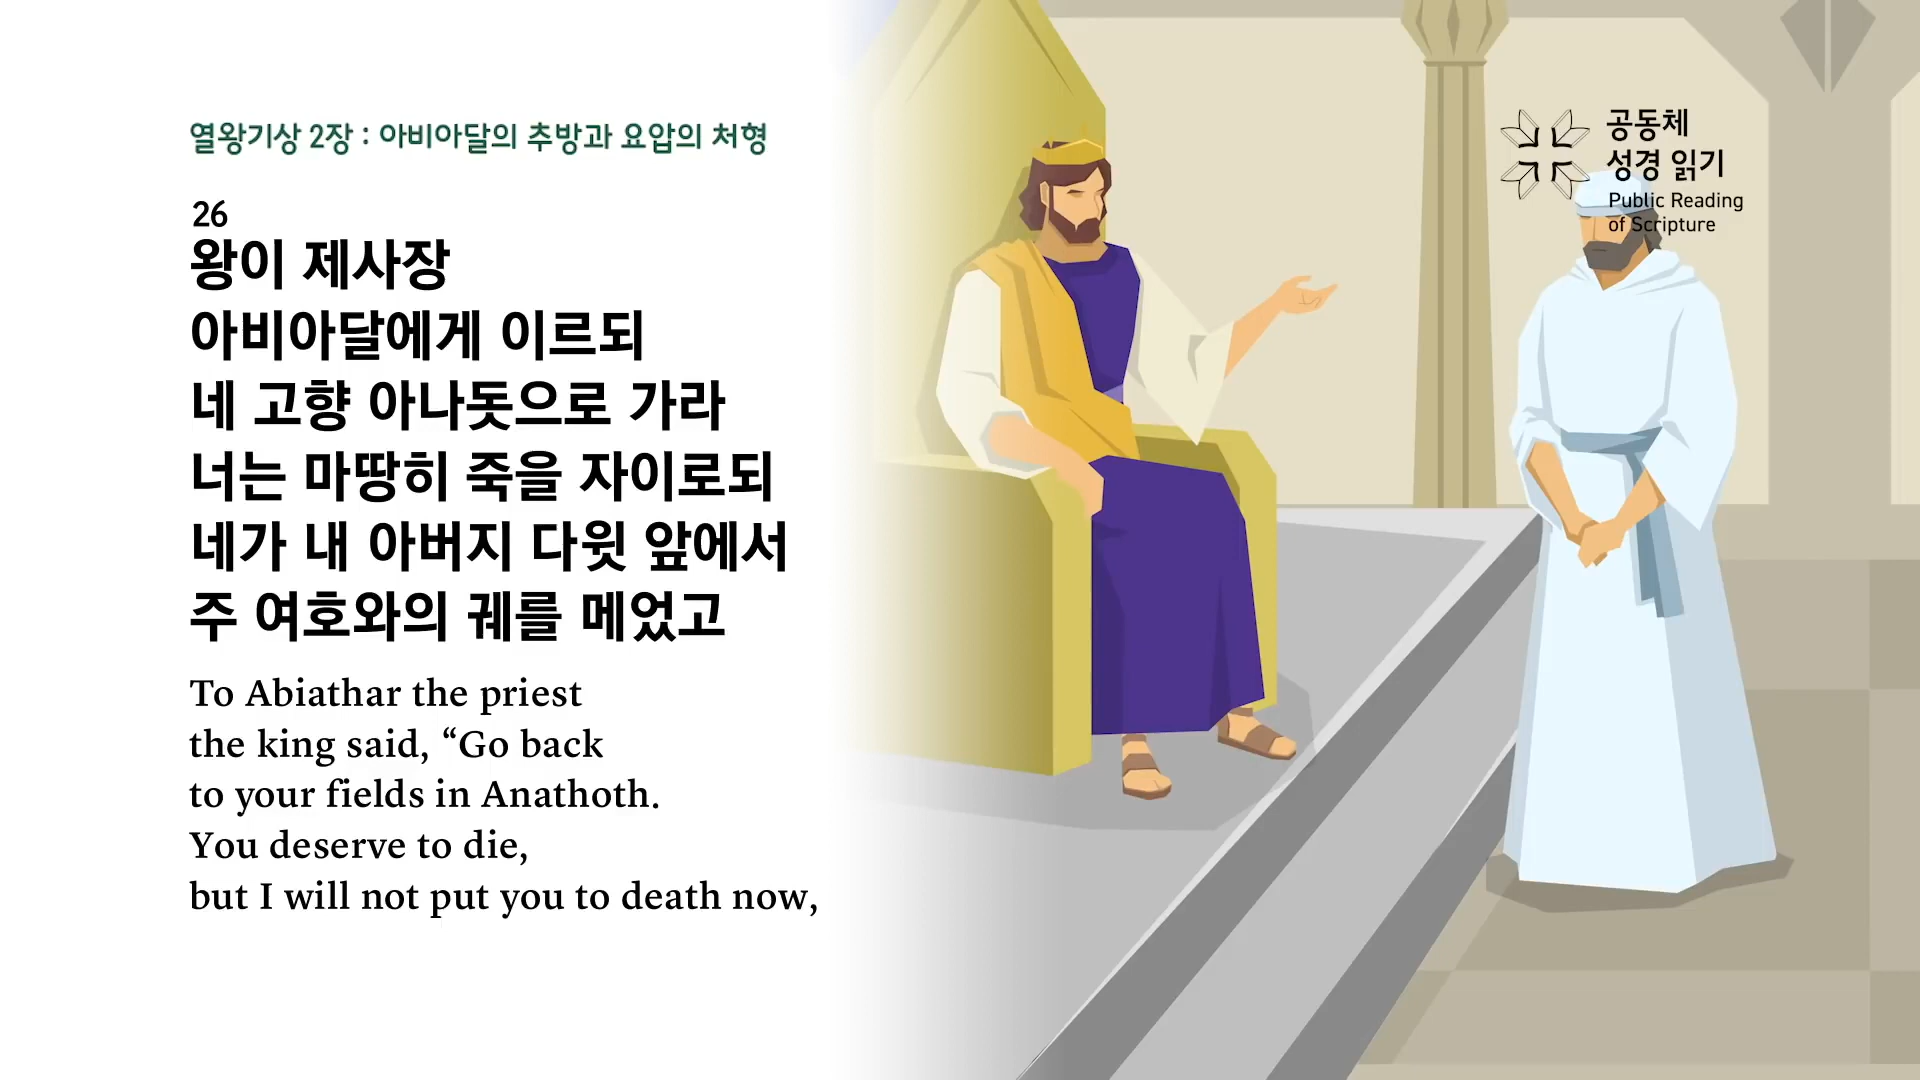 열왕기상 2장 : 아비아달의 추방과 요압의 처형
26
왕이 제사장
아비아달에게 이르되
네 고향 아나돗으로 가라
너는 마땅히 죽을 자이로되
네가 내 아버지 다윗 앞에서
주 여호와의 궤를 메었고
To Abiathar the priest
the king said, “Go back
to your fields in Anathoth.
You deserve to die,
but I will not put you to death now,
공동체
성경 읽기
Public Reading
of Scripture